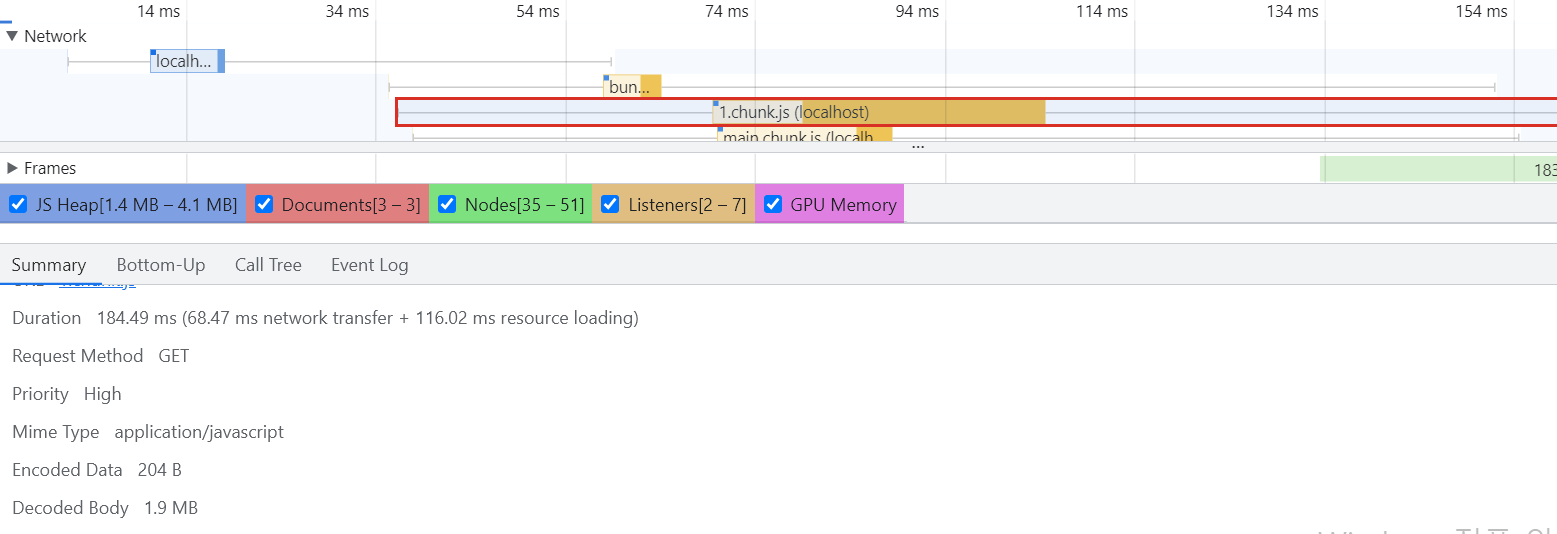 14 ms 34 ms 54 ms 74 ms 94 ms 114 ms 134 ms 154 ms
Network
localh...
bun...
1.chunk.js (localhost)
main.chunk.js (localh
...
Frames
183
JS Heap[1.4 MB – 4.1 MB] Documents[3 – 3] Nodes[35 – 51] Listeners[2 – 7] GPU Memory
Summary Bottom-Up Call Tree Event Log
Duration 184.49 ms (68.47 ms network transfer + 116.02 ms resource loading)
Request Method GET
Priority High
Mime Type application/javascript
Encoded Data 204 B
Decoded Body 1.9 MB